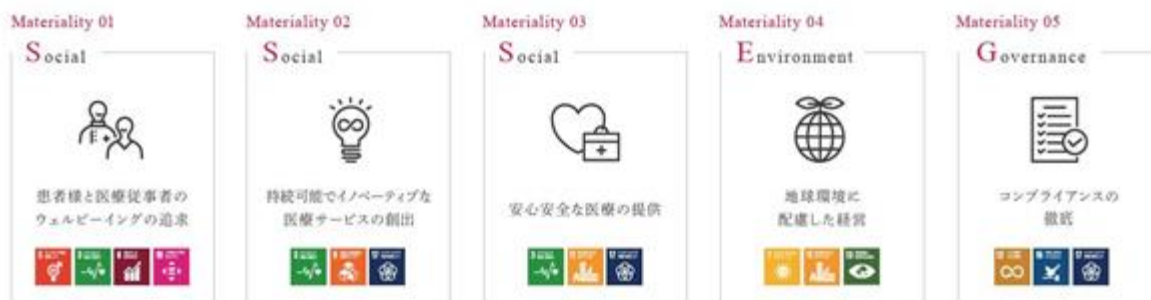 Materiality 01
Social
患者様と医療従事者の
ウェルビーイングの追求
Materiality 02
Social
持続可能でイノベーティブな
医療サービスの創出
Materiality 03
Social
安心安全な医療の提供
Materiality 04
Environment
地球環境に
配慮した経営
Materiality 05
Governance
コンプライアンスの
徹底